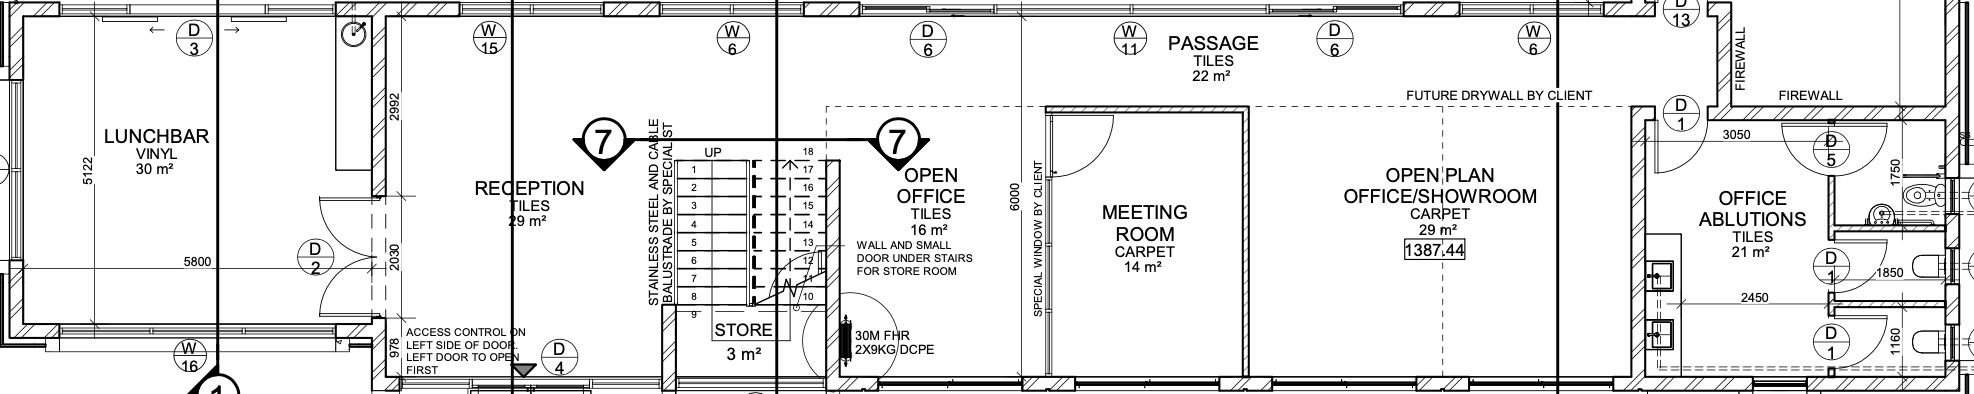 D
3
W
15
W
6
D
6
W
11
D
6
W
6
D
13
PASSAGE
TILES
22 m²
FIREWALL
FIREWALL
FUTURE DRYWALL BY CLIENT
LUNCHBAR
VINYL
30 m²
5122
5800
D
2
2992
2030
978
RECEPTION
TILES
29 m²
STAINLESS STEEL AND CABLE
BALUSTRADE BY SPECIALIST
7
7
UP
1
2
3
4
5
6
7
8
9
18
17
16
15
14
13
12
11
10
STORE
3 m²
OPEN
OFFICE
TILES
16 m²
WALL AND SMALL
DOOR UNDER STAIRS
FOR STORE ROOM
30M FHR
2X9KG DCPE
6000
SPECIAL WINDOW BY CLIENT
MEETING
ROOM
CARPET
14 m²
OPEN PLAN
OFFICE/SHOWROOM
CARPET
29 m²
1387.44
D
1
3050
D
5
1750
OFFICE
ABLUTIONS
TILES
21 m²
D
1
1850
2450
D
1
1160
ACCESS CONTROL ON
LEFT SIDE OF DOOR.
LEFT DOOR TO OPEN
FIRST
D
4
W
16
1